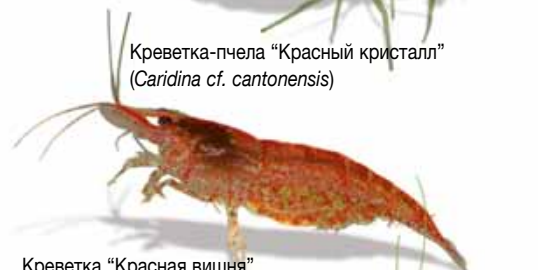 Креветка-пчела “Красный кристалл”
(Caridina cf. cantonensis)
Креветка “Красная вишня”